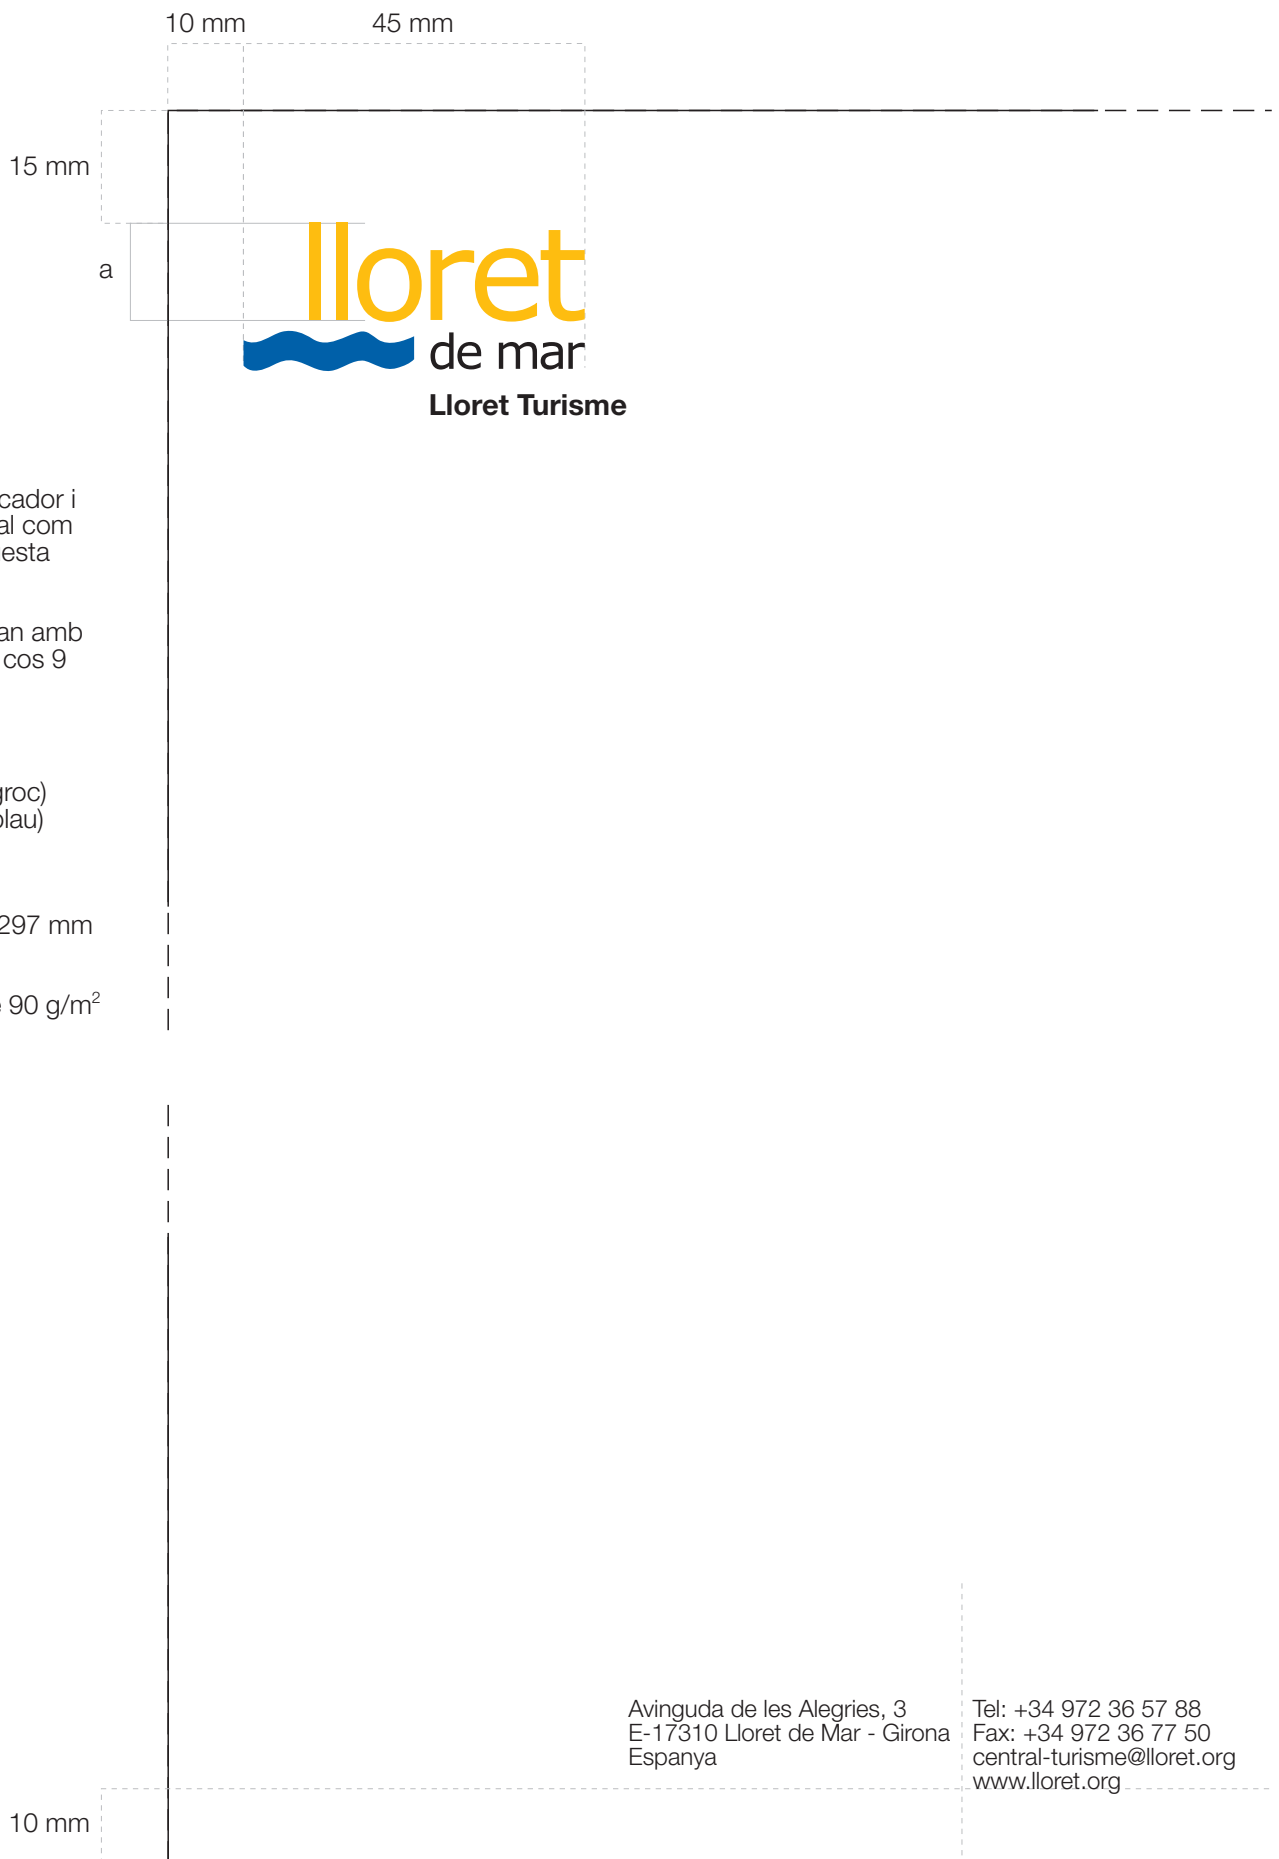 10 mm 45 mm
15 mm
a
lloret
de mar
Lloret Turisme
cador i
al com
esta
an amb
cos 9
groc)
blau)
297 mm
90 g/m²
Avinguda de les Alegries, 3
E-17310 Lloret de Mar - Girona
Espanya
Tel: +34 972 36 57 88
Fax: +34 972 36 77 50
central-turisme@lloret.org
www.lloret.org
10 mm